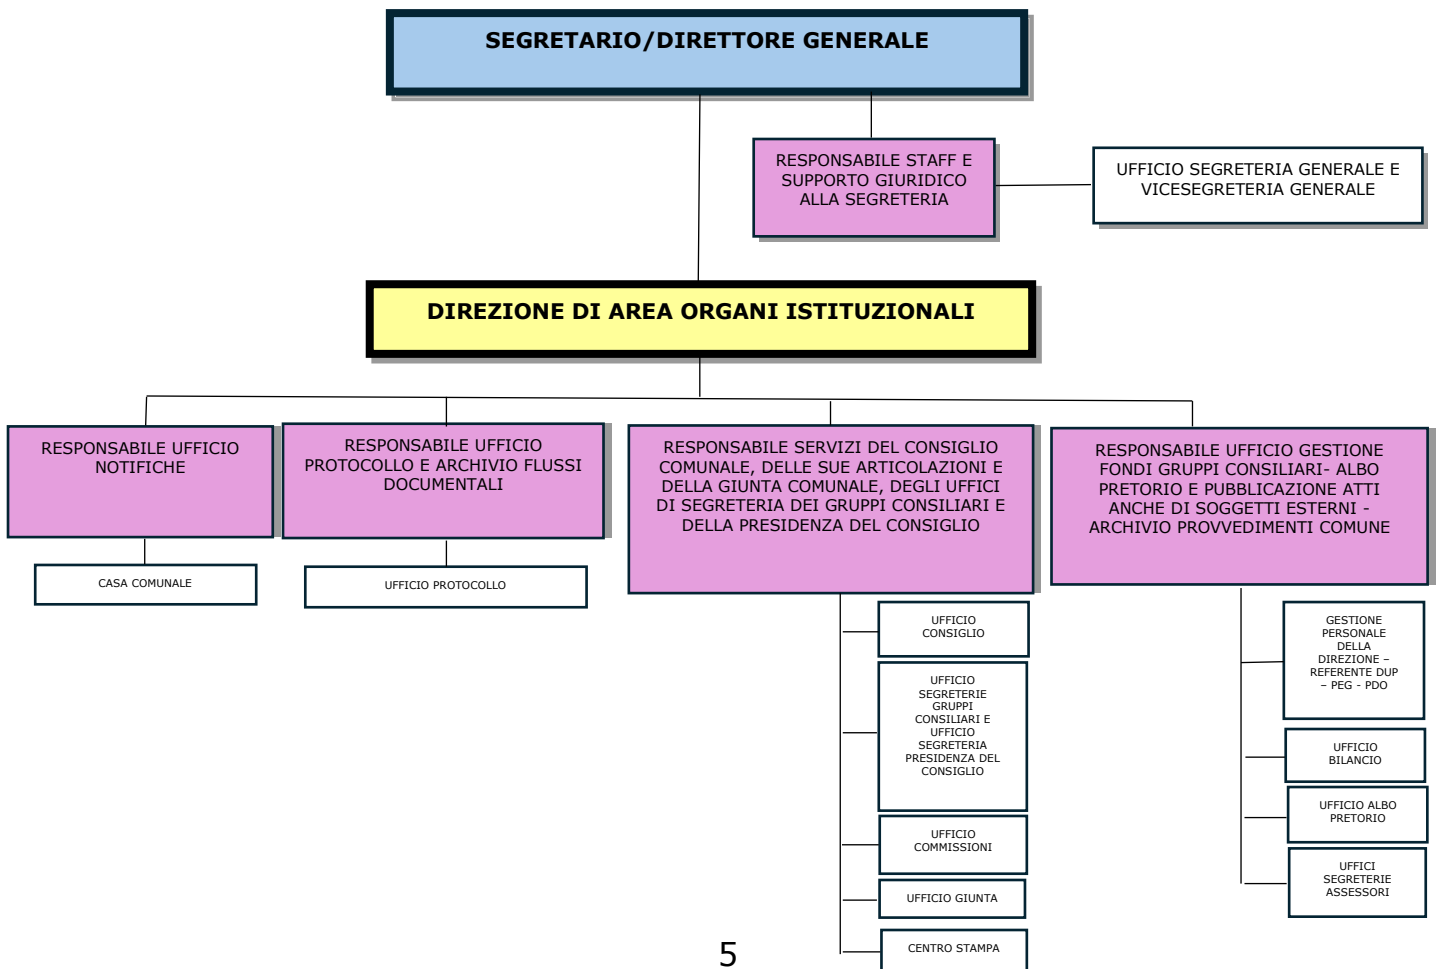 SEGRETARIO/DIRETTORE GENERALE
RESPONSABILE STAFF E
SUPPORTO GIURIDICO
ALLA SEGRETERIA
UFFICIO SEGRETERIA GENERALE E
VICESEGRETERIA GENERALE
DIREZIONE DI AREA ORGANI ISTITUZIONALI
RESPONSABILE UFFICIO
NOTIFICHE
RESPONSABILE UFFICIO
PROTOCOLLO E ARCHIVIO FLUSSI
DOCUMENTALI
RESPONSABILE SERVIZI DEL CONSIGLIO
COMUNALE, DELLE SUE ARTICOLAZIONI E
DELLA GIUNTA COMUNALE, DEGLI UFFICI
DI SEGRETERIA DEI GRUPPI CONSILIARI E
DELLA PRESIDENZA DEL CONSIGLIO
RESPONSABILE UFFICIO GESTIONE
FONDI GRUPPI CONSILIARI- ALBO
PRETORIO E PUBBLICAZIONE ATTI
ANCHE DI SOGGETTI ESTERNI -
ARCHIVIO PROVVEDIMENTI COMUNE
CASA COMUNALE
UFFICIO PROTOCOLLO
UFFICIO
CONSIGLIO
UFFICIO
SEGRETERIE
GRUPPI
CONSILIARI E
UFFICIO
SEGRETERIA
PRESIDENZA DEL
CONSIGLIO
UFFICIO
COMMISSIONI
UFFICIO GIUNTA
CENTRO STAMPA
GESTIONE
PERSONALE
DELLA
DIREZIONE –
REFERENTE DUP
– PEG - PDO
UFFICIO
BILANCIO
UFFICIO ALBO
PRETORIO
UFFICI
SEGRETERIE
ASSESSORI
5